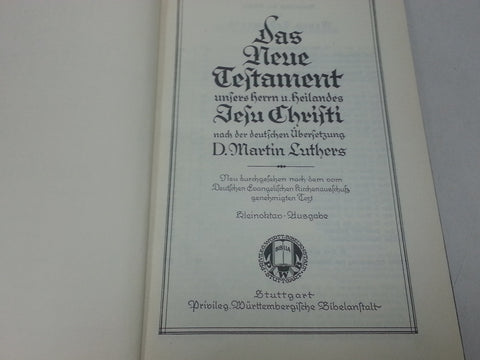 Das
Neue
Testament
unsers Herrn u. Heilandes
Jesu Christi
nach der deutschen Übersetzung
D. Martin Luthers
Neu durchgesehen nach dem vom
Deutschen Evangelischen Kirchenausschuß
genehmigten Text
Kleinoktav-Ausgabe
BIBLIA
P W B
Stuttgart
Privileg. Württembergische Bibelanstalt